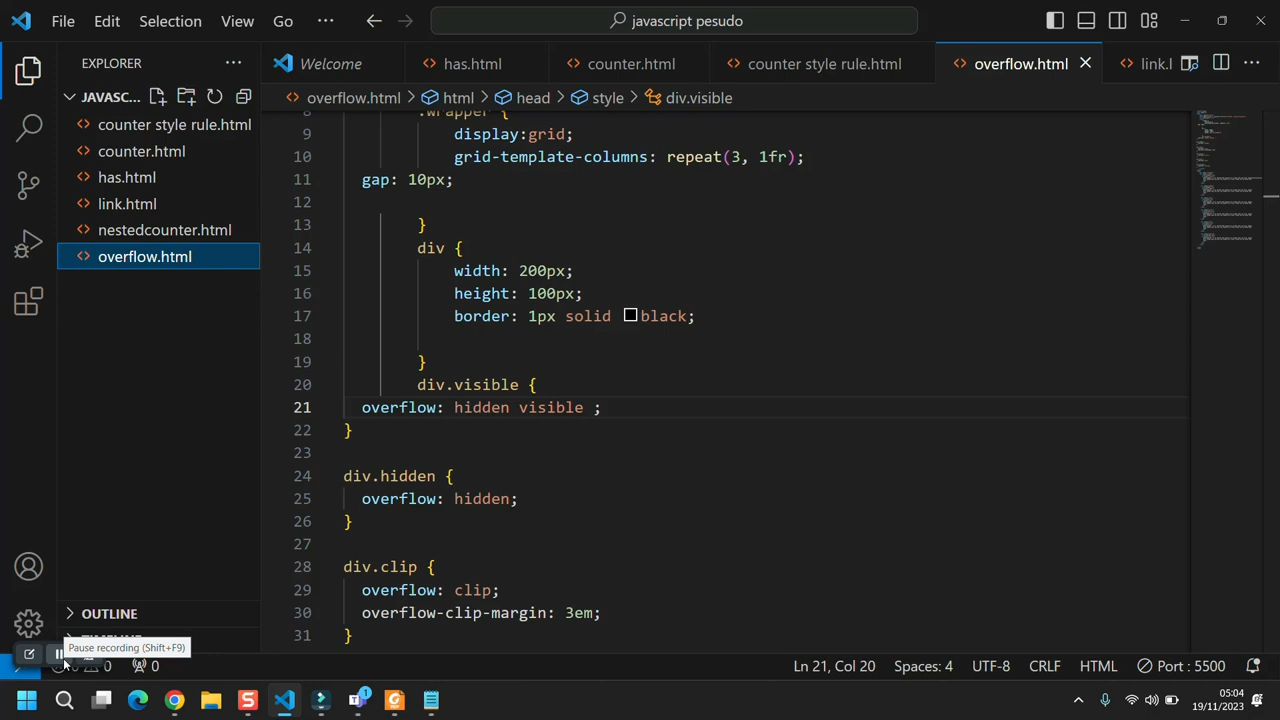 File Edit Selection View Go ··· javascript pesudo
EXPLORER ···
JAVASC...
counter style rule.html
counter.html
has.html
link.html
nestedcounter.html
overflow.html
OUTLINE
Welcome has.html counter.html counter style rule.html overflow.html link.l ···
overflow.html > html > head > style > div.visible
8 .wrapper {
9 display:grid;
10 grid-template-columns: repeat(3, 1fr);
11 gap: 10px;
12
13 }
14 div {
15 width: 200px;
16 height: 100px;
17 border: 1px solid black;
18
19 }
20 div.visible {
21 overflow: hidden visible ;
22 }
23
24 div.hidden {
25 overflow: hidden;
26 }
27
28 div.clip {
29 overflow: clip;
30 overflow-clip-margin: 3em;
31 }
Pause recording (Shift+F9)
0 0 Ln 21, Col 20 Spaces: 4 UTF-8 CRLF HTML Port : 5500
1 05:04
19/11/2023